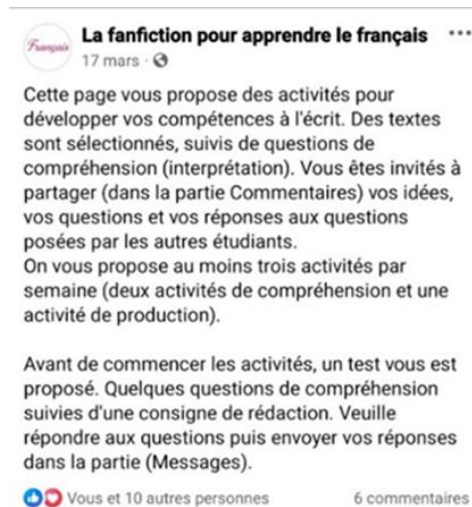 Français
La fanfiction pour apprendre le français ...
17 mars ·
Cette page vous propose des activités pour
développer vos compétences à l'écrit. Des textes
sont sélectionnés, suivis de questions de
compréhension (interprétation). Vous êtes invités à
partager (dans la partie Commentaires) vos idées,
vos questions et vos réponses aux questions
posées par les autres étudiants.
On vous propose au moins trois activités par
semaine (deux activités de compréhension et une
activité de production).
Avant de commencer les activités, un test vous est
proposé. Quelques questions de compréhension
suivies d'une consigne de rédaction. Veuille
répondre aux questions puis envoyer vos réponses
dans la partie (Messages).
Vous et 10 autres personnes 6 commentaires